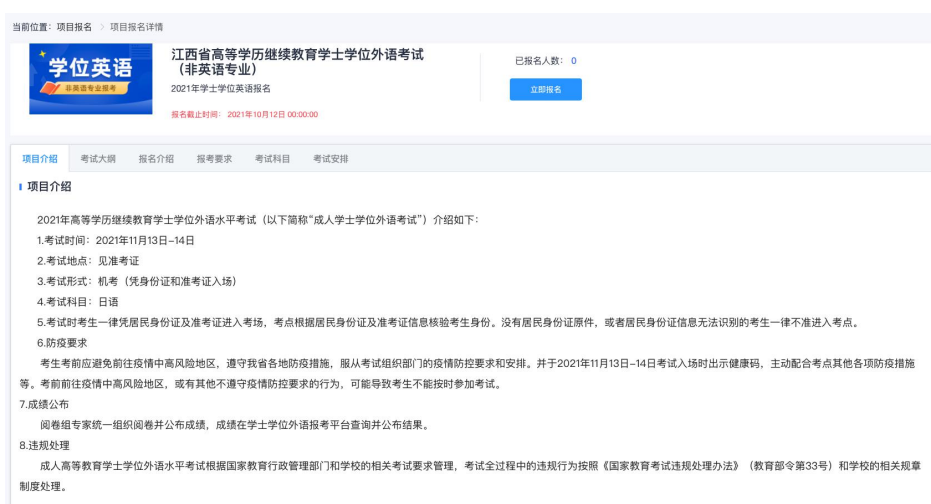 当前位置：项目报名 > 项目报名详情
学位英语
非英语专业报考
江西省高等学历继续教育学士学位外语考试
（非英语专业）
2021年学士学位英语报名
报名截止时间： 2021年10月12日 00:00:00
已报名人数： 0
立即报名
项目介绍 考试大纲 报名介绍 报考要求 考试科目 考试安排
项目介绍
2021年高等学历继续教育学士学位外语水平考试（以下简称“成人学士学位外语考试”）介绍如下：
1.考试时间：2021年11月13日–14日
2.考试地点：见准考证
3.考试形式：机考（凭身份证和准考证入场）
4.考试科目：日语
5.考试时考生一律凭居民身份证及准考证进入考场，考点根据居民身份证及准考证信息核验考生身份。没有居民身份证原件，或者居民身份证信息无法识别的考生一律不准进入考点。
6.防疫要求
考生考前应避免前往疫情中高风险地区，遵守我省各地防疫措施，服从考试组织部门的疫情防控要求和安排。并于2021年11月13日–14日考试入场时出示健康码，主动配合考点其他各项防疫措施
等。考前前往疫情中高风险地区，或有其他不遵守疫情防控要求的行为，可能导致考生不能按时参加考试。
7.成绩公布
阅卷组专家统一组织阅卷并公布成绩，成绩在学士学位外语报考平台查询并公布结果。
8.违规处理
成人高等教育学士学位外语水平考试根据国家教育行政管理部门和学校的相关考试要求管理，考试全过程中的违规行为按照《国家教育考试违规处理办法》（教育部令第33号）和学校的相关规章
制度处理。